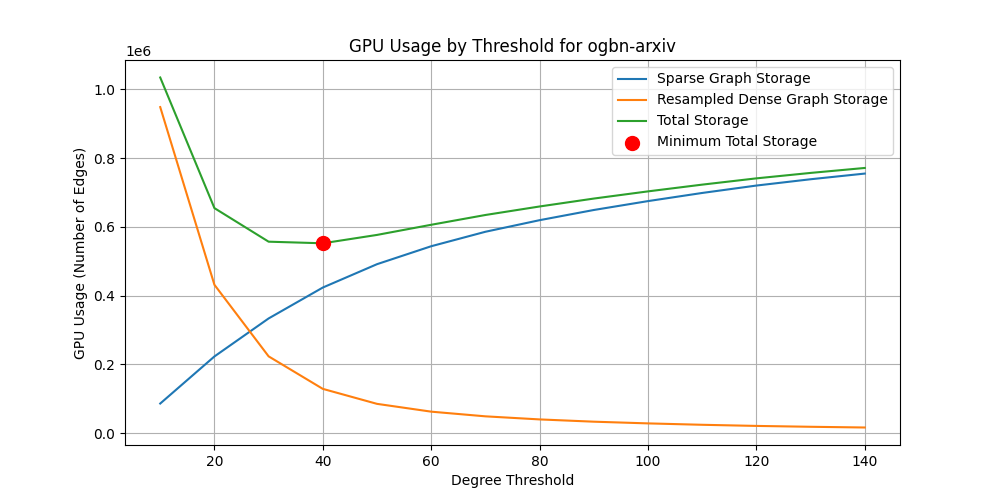 GPU Usage by Threshold for ogbn-arxiv
1e6
Sparse Graph Storage
Resampled Dense Graph Storage
Total Storage
Minimum Total Storage
GPU Usage (Number of Edges)
1.0
0.8
0.6
0.4
0.2
0.0
20 40 60 80 100 120 140
Degree Threshold